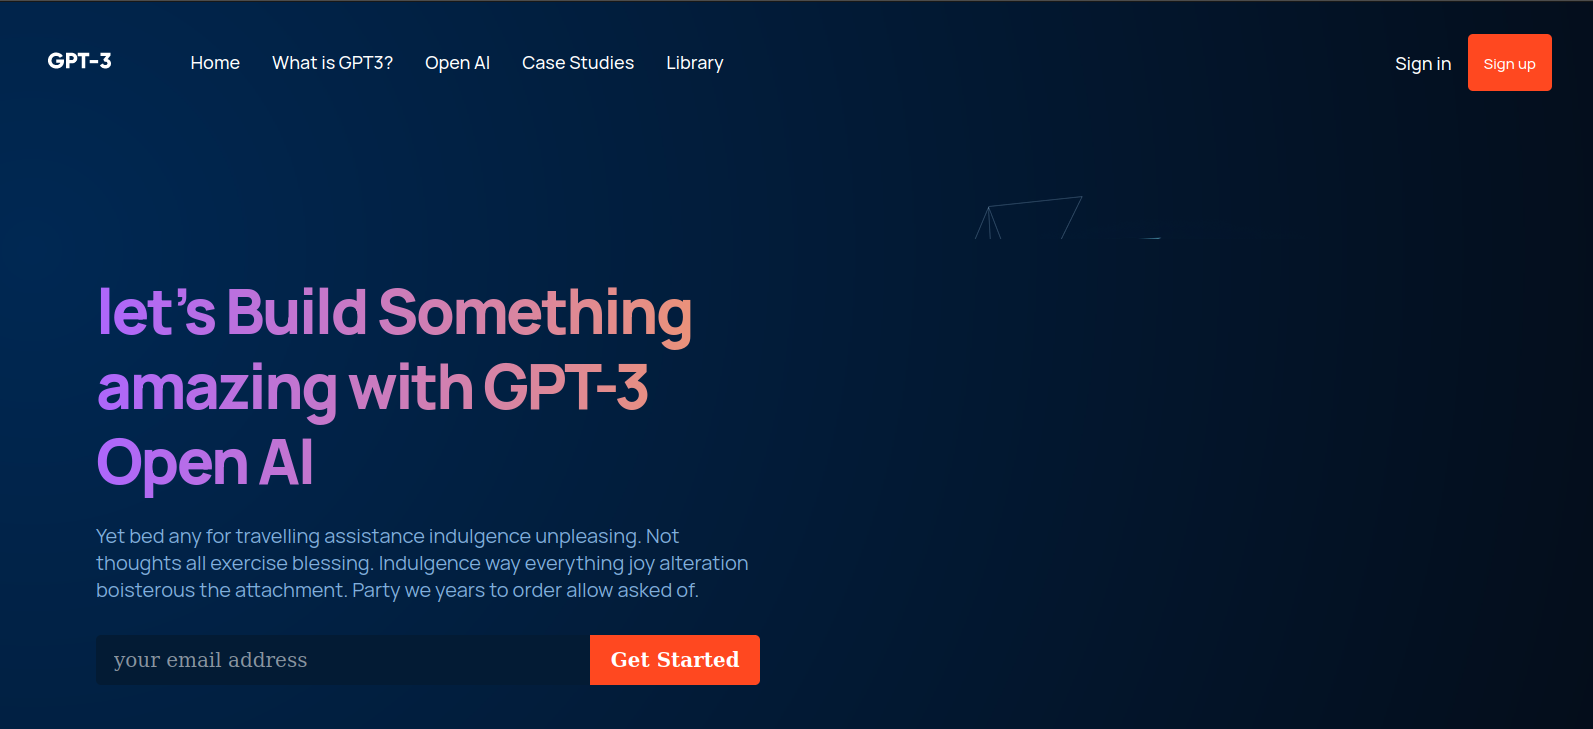 GPT-3
Home
What is GPT3?
Open AI
Case Studies
Library
Sign in
Sign up
let's Build Something
amazing with GPT-3
Open AI
Yet bed any for travelling assistance indulgence unpleasing. Not
thoughts all exercise blessing. Indulgence way everything joy alteration
boisterous the attachment. Party we years to order allow asked of.
your email address
Get Started